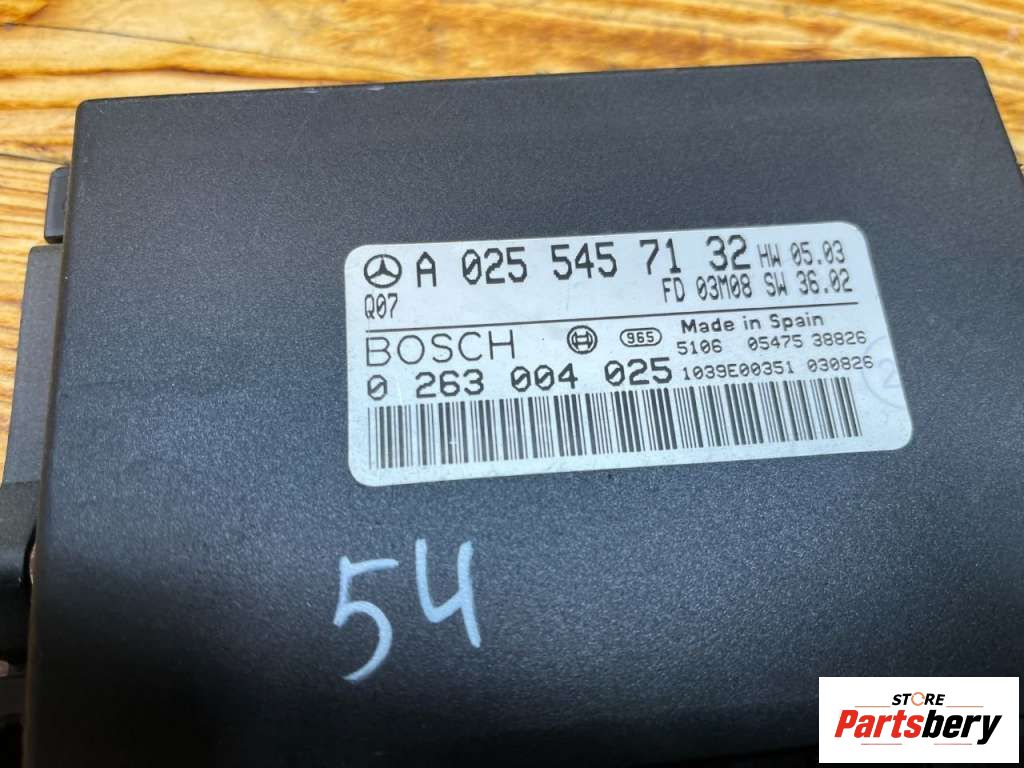 A 025 545 71 32 HW 05.03
Q07 FD 03M08 SW 36.02
BOSCH 965 Made in Spain
5106 05475 38826
0 263 004 025 1039E00351 030826
2
54
STORE
Partsbery